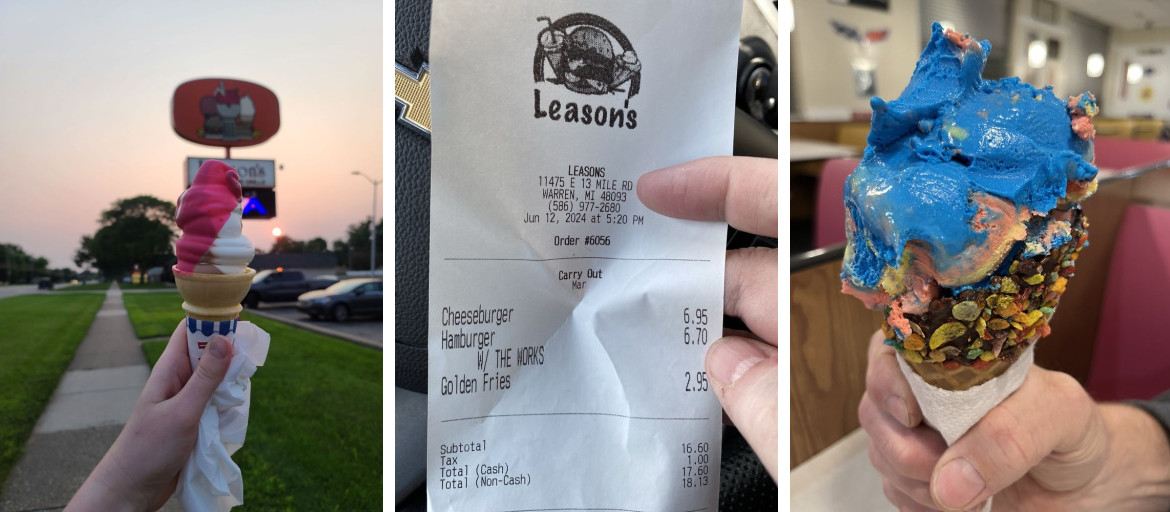 Leason's
LEASONS
11475 E 13 MILE RD
WARREN, MI 48093
(586) 977-2680
Jun 12, 2024 at 5:20 PM
Order #6056
Carry Out
Mar
Cheeseburger 6.95
Hamburger 6.70
W/ THE WORKS
Golden Fries 2.95
Subtotal 16.60
Tax 1.00
Total (Cash) 17.60
Total (Non-Cash) 18.13